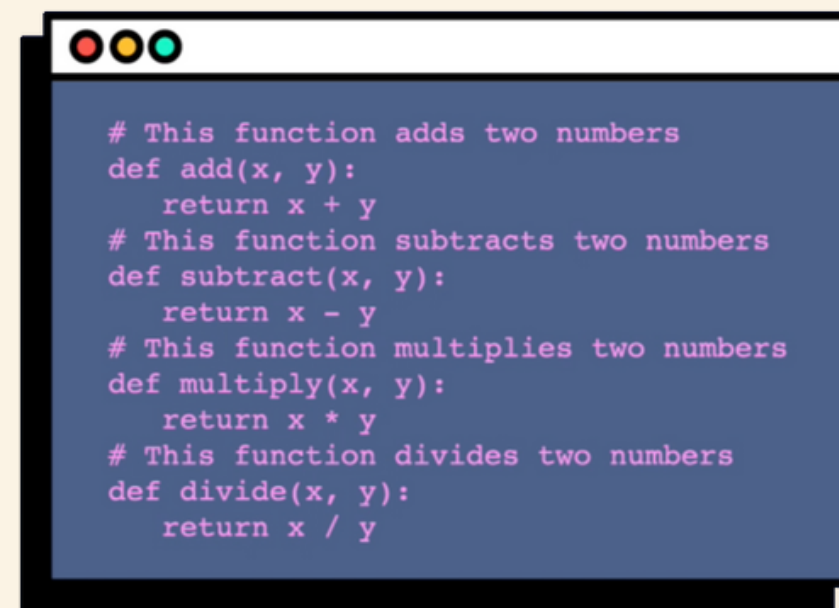 # This function adds two numbers
def add(x, y):
   return x + y
# This function subtracts two numbers
def subtract(x, y):
   return x - y
# This function multiplies two numbers
def multiply(x, y):
   return x * y
# This function divides two numbers
def divide(x, y):
   return x / y